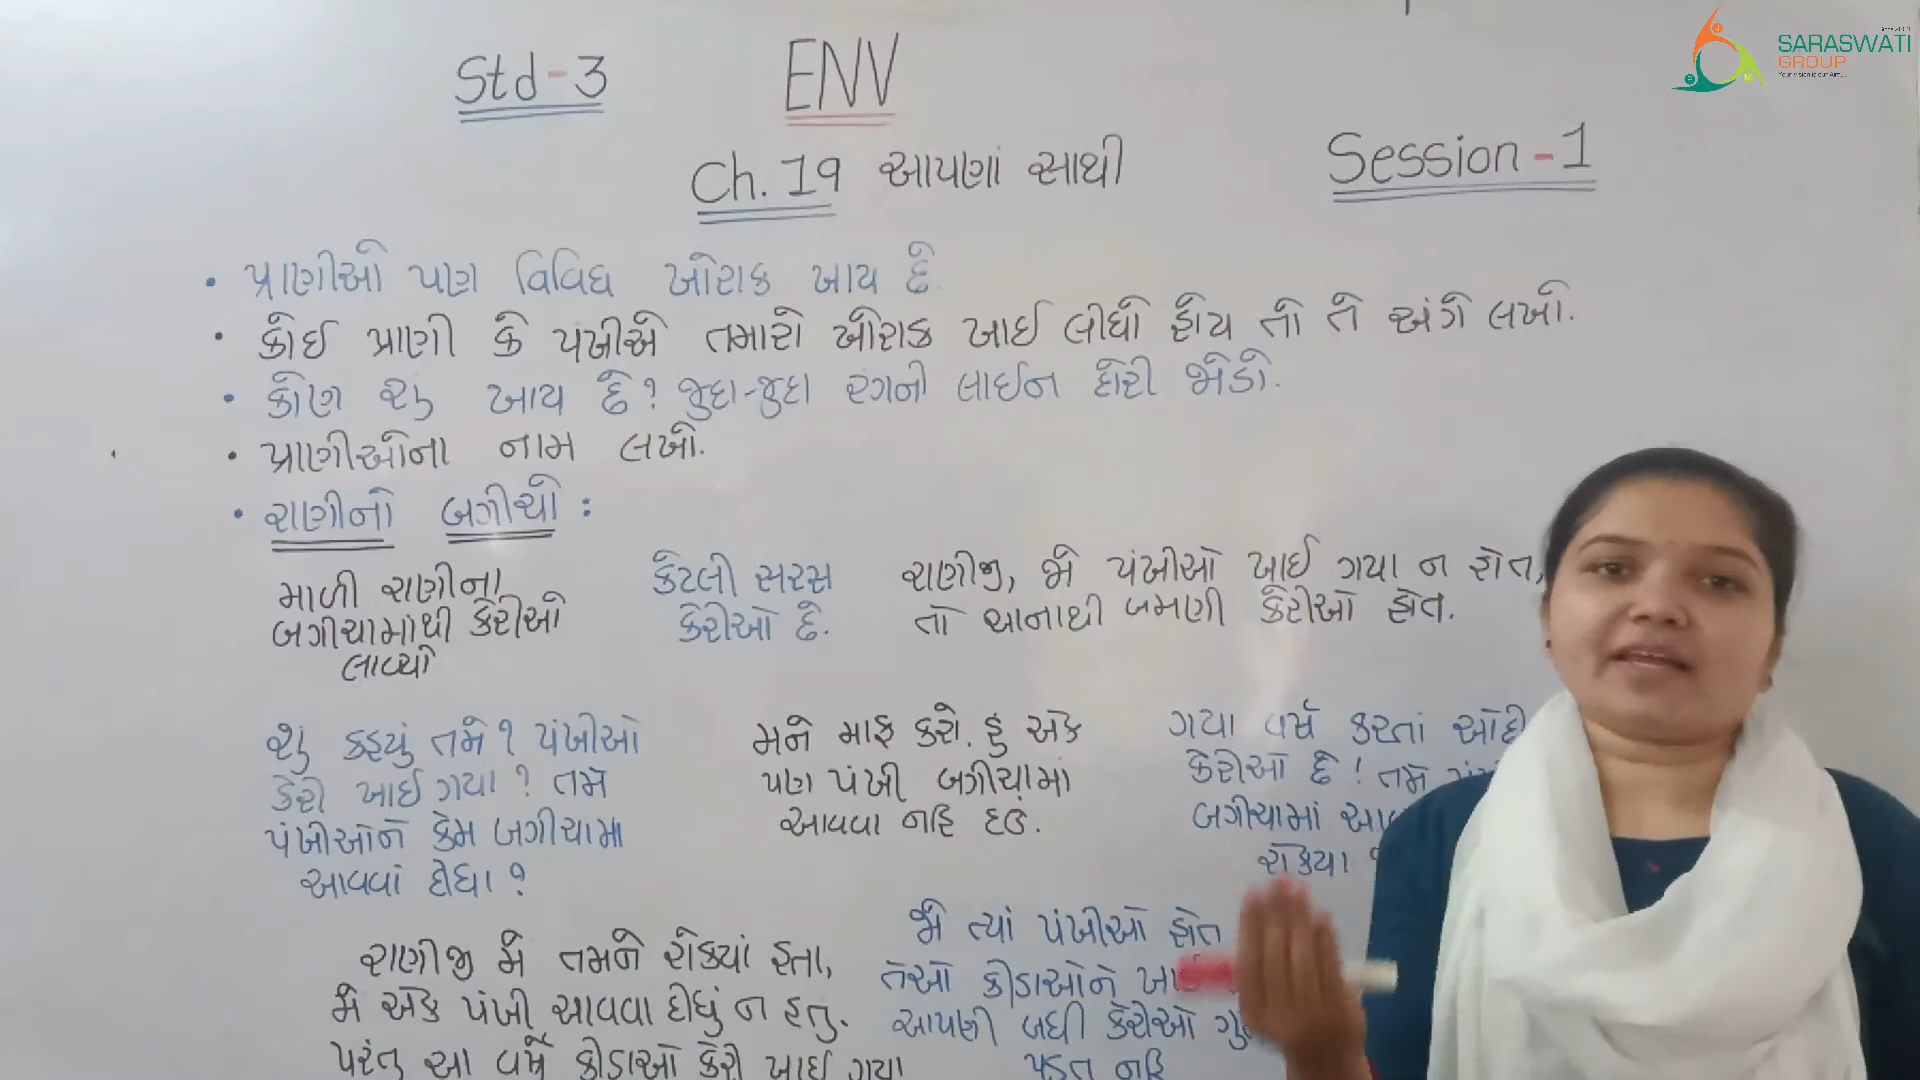 Std-3
ENV
SARASWATI
GROUP
Ch. 19 આપણાં સાથી
Session-1
• પ્રાણીઓ પણ વિવિધ ખોરાક ખાય છે.
• કોઈ પ્રાણી કે પંખીએ તમારો ખોરાક ખાઈ લીધો હોય તો તે અંગે લખો.
• કોણ શું ખાય છે? જુદા-જુદા રંગની લાઈન દોરી જોડો.
• પ્રાણીઓના નામ લખો.
• રાણીનો બગીચો :
માળી રાણીના
બગીચામાંથી કેરીઓ
લાવ્યો
કેટલી સરસ
કેરીઓ છે.
રાણીજી, જો પંખીઓ ખાઈ ગયા ન હોત,
તો આનાથી બમણી કેરીઓ હોત.
શું કહ્યું તમે? પંખીઓ
કેરી ખાઈ ગયા? તમે
પંખીઓને કેમ બગીચામાં
આવવાં દીધા?
મને માફ કરો. હું એક
પણ પંખી બગીચામાં
આવવા નહિ દઉં.
ગયા વર્ષ કરતાં ઓછી
કેરીઓ છે! તમે
બગીચામાં
રોક્યા?
રાણીજી મેં તમને રોક્યાં હતા,
મેં એક પંખી આવવા દીધું ન હતુ.
પરંતુ આ વર્ષે કીડાઓ કેરી ખાઈ ગયા
જો ત્યાં પંખીઓ હોત
તેઓ કીડાઓને
આપણી બધી કેરીઓ
પડત નહિ